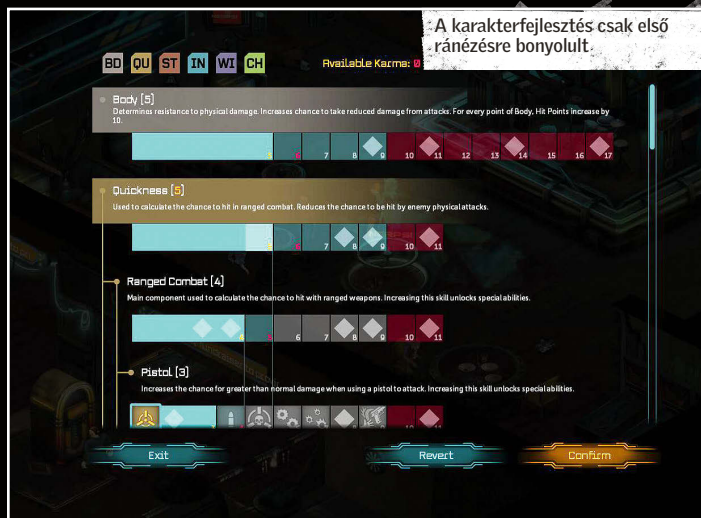 A karakterfejlesztés csak első
ránézésre bonyolult
BD QU ST IN WI CH
Available Karma: 0
Body [5]
Determines resistance to physical damage. Increases chance to take reduced damage from attacks. For every point of Body, Hit Points increase by
10.
5 6 7 8 9 10 11 12 13 14 15 16 17
Quickness [5]
Used to calculate the chance to hit in ranged combat. Reduces the chance to be hit by enemy physical attacks.
5 6 7 8 9 10 11
Ranged Combat [4]
Main component used to calculate the chance to hit with ranged weapons. Increasing this skill unlocks special abilities.
6 7 8 9 10 11
Pistol [3]
Increases the chance for greater than normal damage when using a pistol to attack. Increasing this skill unlocks special abilities.
Exit Revert Confirm